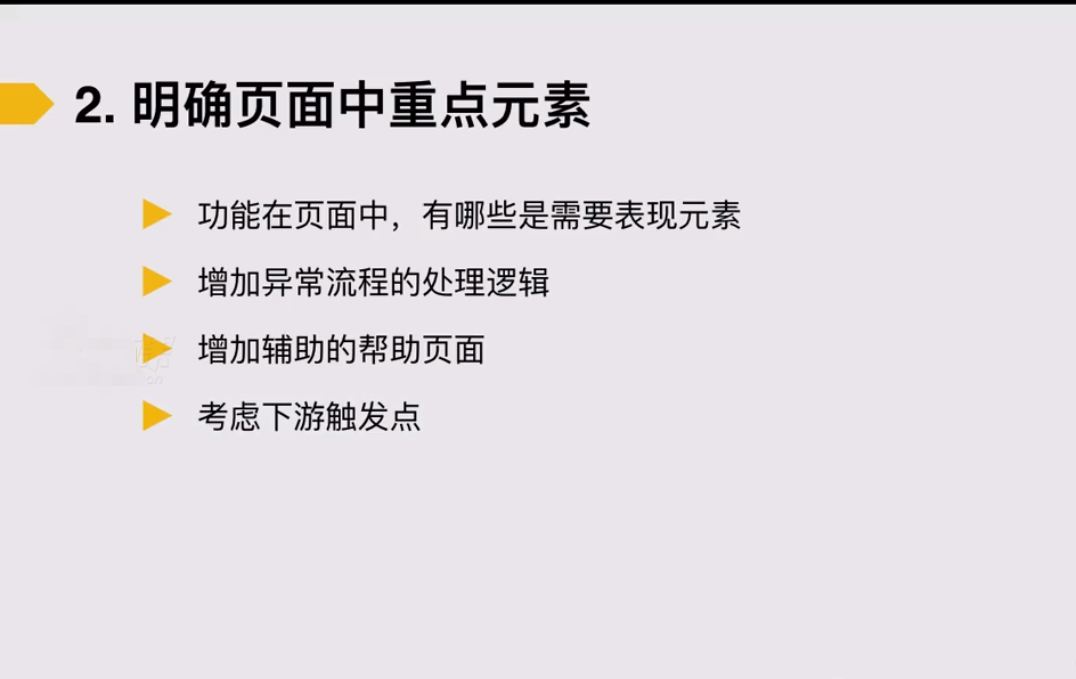 2. 明确页面中重点元素
功能在页面中，有哪些是需要表现元素
增加异常流程的处理逻辑
增加辅助的帮助页面
考虑下游触发点